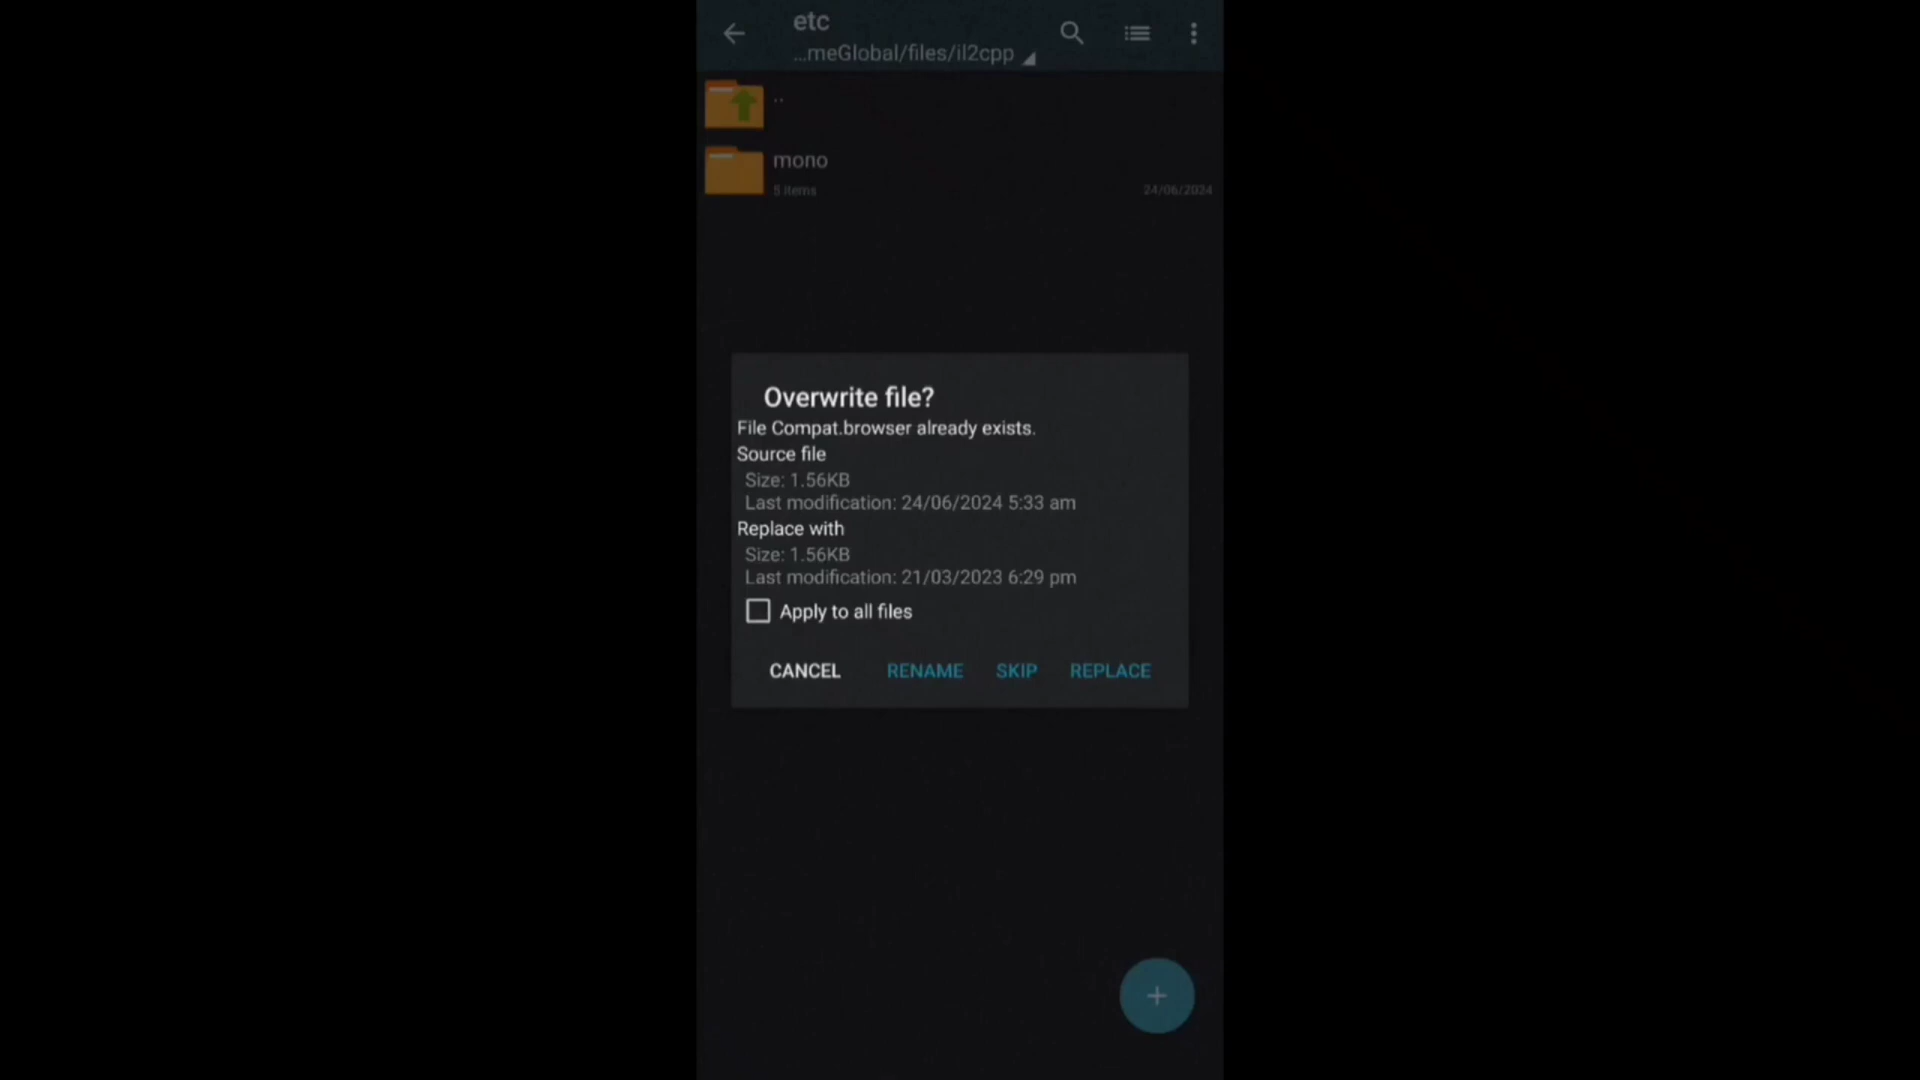 etc
...meGlobal/files/il2cpp
..
mono
5 items
24/06/2024
Overwrite file?
File Compat.browser already exists.
Source file
Size: 1.56KB
Last modification: 24/06/2024 5:33 am
Replace with
Size: 1.56KB
Last modification: 21/03/2023 6:29 pm
Apply to all files
CANCEL RENAME SKIP REPLACE